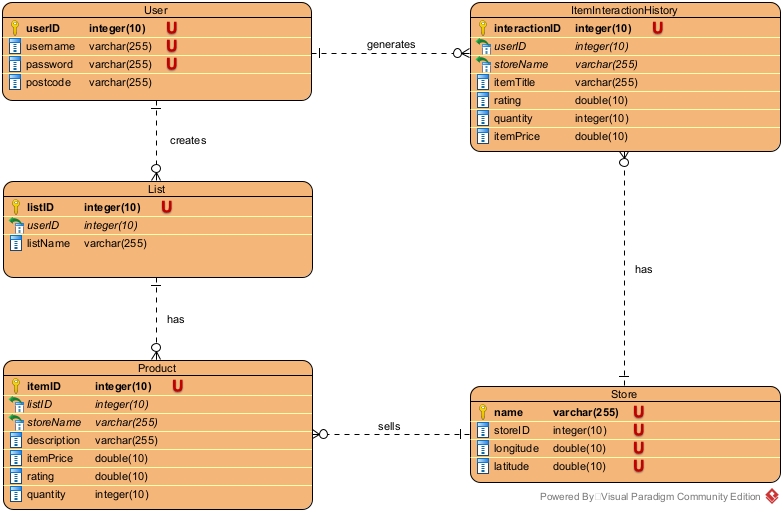 User
userID integer(10) U
username varchar(255) U
password varchar(255) U
postcode varchar(255)
generates
ItemInteractionHistory
interactionID integer(10) U
userID integer(10)
storeName varchar(255)
itemTitle varchar(255)
rating double(10)
quantity integer(10)
itemPrice double(10)
creates
List
listID integer(10) U
userID integer(10)
listName varchar(255)
has
has
Product
itemID integer(10) U
listID integer(10)
storeName varchar(255)
description varchar(255)
itemPrice double(10)
rating double(10)
quantity integer(10)
sells
Store
name varchar(255) U
storeID integer(10) U
longitude double(10) U
latitude double(10) U
Powered By Visual Paradigm Community Edition